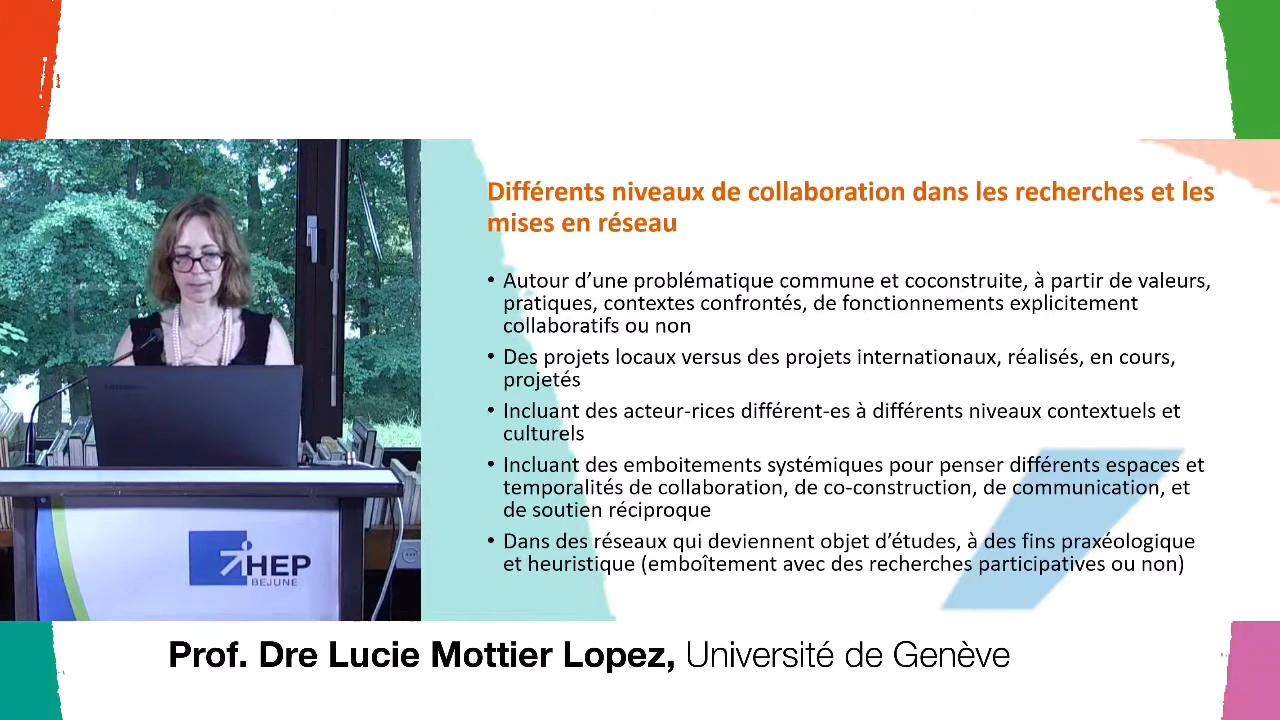 Différents niveaux de collaboration dans les recherches et les
mises en réseau
• Autour d’une problématique commune et coconstruite, à partir de valeurs,
pratiques, contextes confrontés, de fonctionnements explicitement
collaboratifs ou non
• Des projets locaux versus des projets internationaux, réalisés, en cours,
projetés
• Incluant des acteur-rices différent-es à différents niveaux contextuels et
culturels
• Incluant des emboitements systémiques pour penser différents espaces et
temporalités de collaboration, de co-construction, de communication, et
de soutien réciproque
• Dans des réseaux qui deviennent objet d’études, à des fins praxéologique
et heuristique (emboîtement avec des recherches participatives ou non)
HEP
BEJUNE
Prof. Dre Lucie Mottier Lopez, Université de Genève